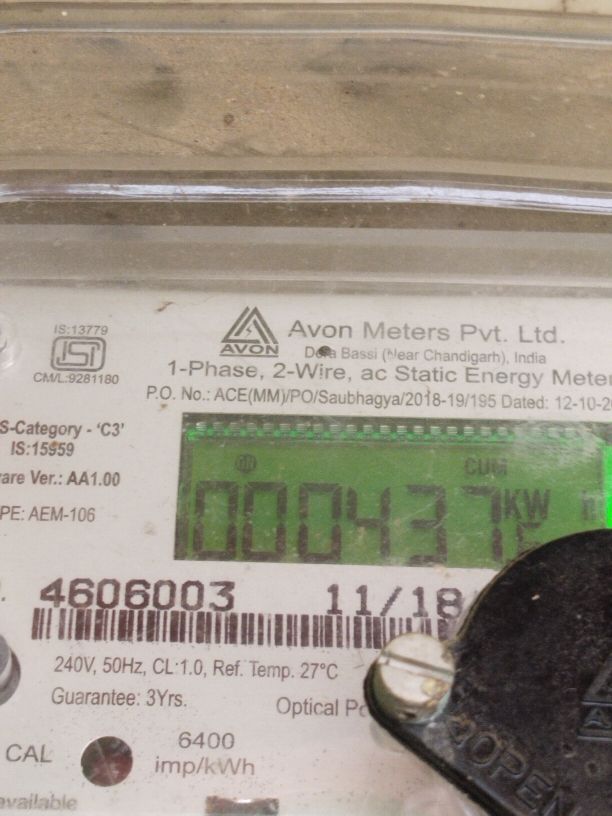 IS:13779
CM/L:9281180
AVON
Avon Meters Pvt. Ltd.
Dera Bassi (Near Chandigarh), India
1-Phase, 2-Wire, ac Static Energy Meter
P.O. No.: ACE(MM)/PO/Saubhagya/2018-19/195 Dated: 12-10-20
S-Category - 'C3'
IS:15959
are Ver.: AA1.00
PE: AEM-106
CUM
000437 KW
4606003 11/18
240V, 50Hz, CL:1.0, Ref. Temp. 27°C
Guarantee: 3Yrs.
Optical Po
CAL
6400
imp/kWh
available
OPEN